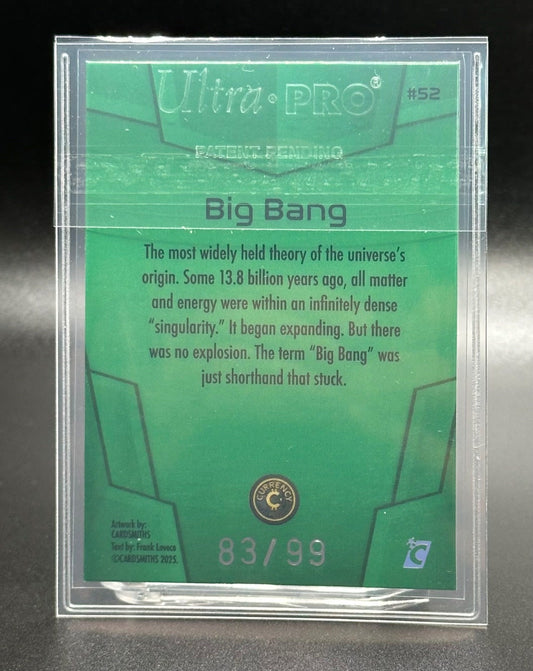 Ultra·PRO®
#52
PATENT PENDING
Big Bang
The most widely held theory of the universe's
origin. Some 13.8 billion years ago, all matter
and energy were within an infinitely dense
“singularity.” It began expanding. But there
was no explosion. The term “Big Bang” was
just shorthand that stuck.
CURRENCY
C
Artwork by:
CARDSMITHS
Text by: Frank Lovece
©CARDSMITHS 2025.
83/99
C